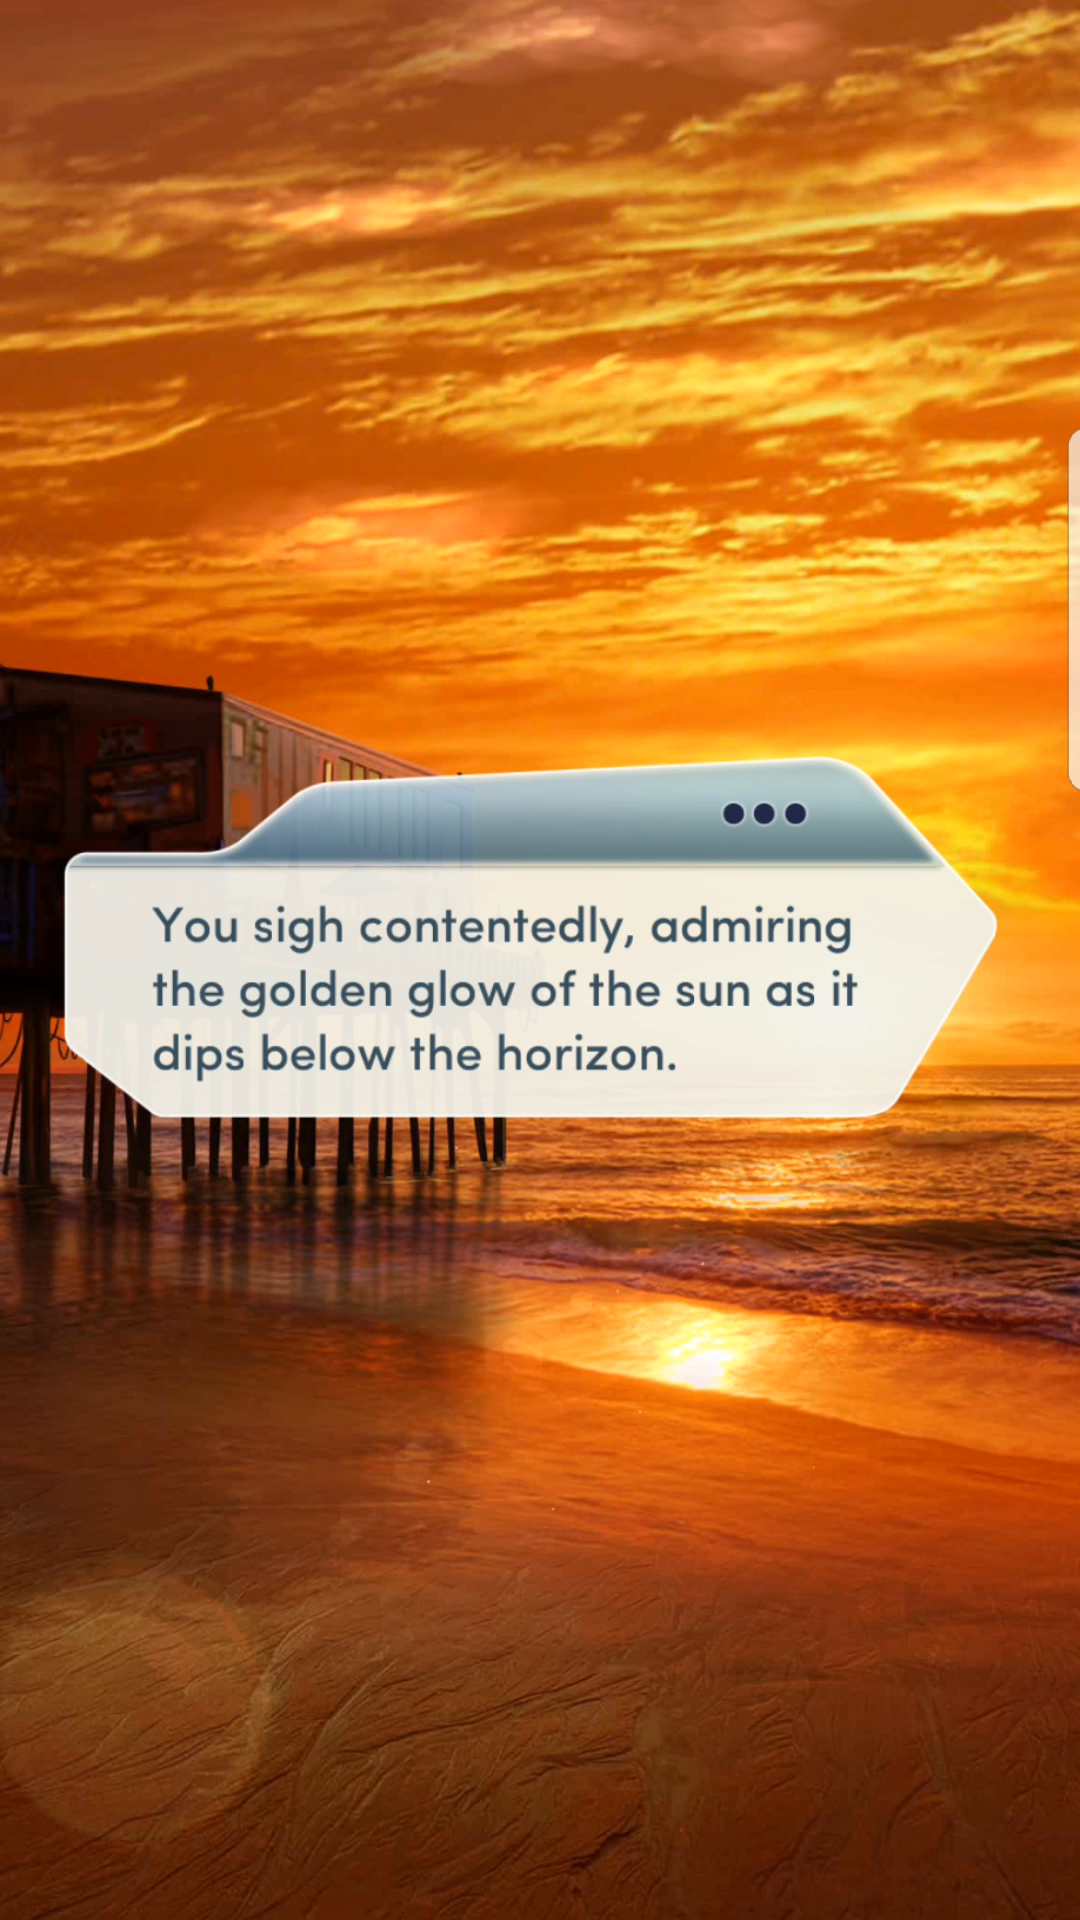 You sigh contentedly, admiring
the golden glow of the sun as it
dips below the horizon.